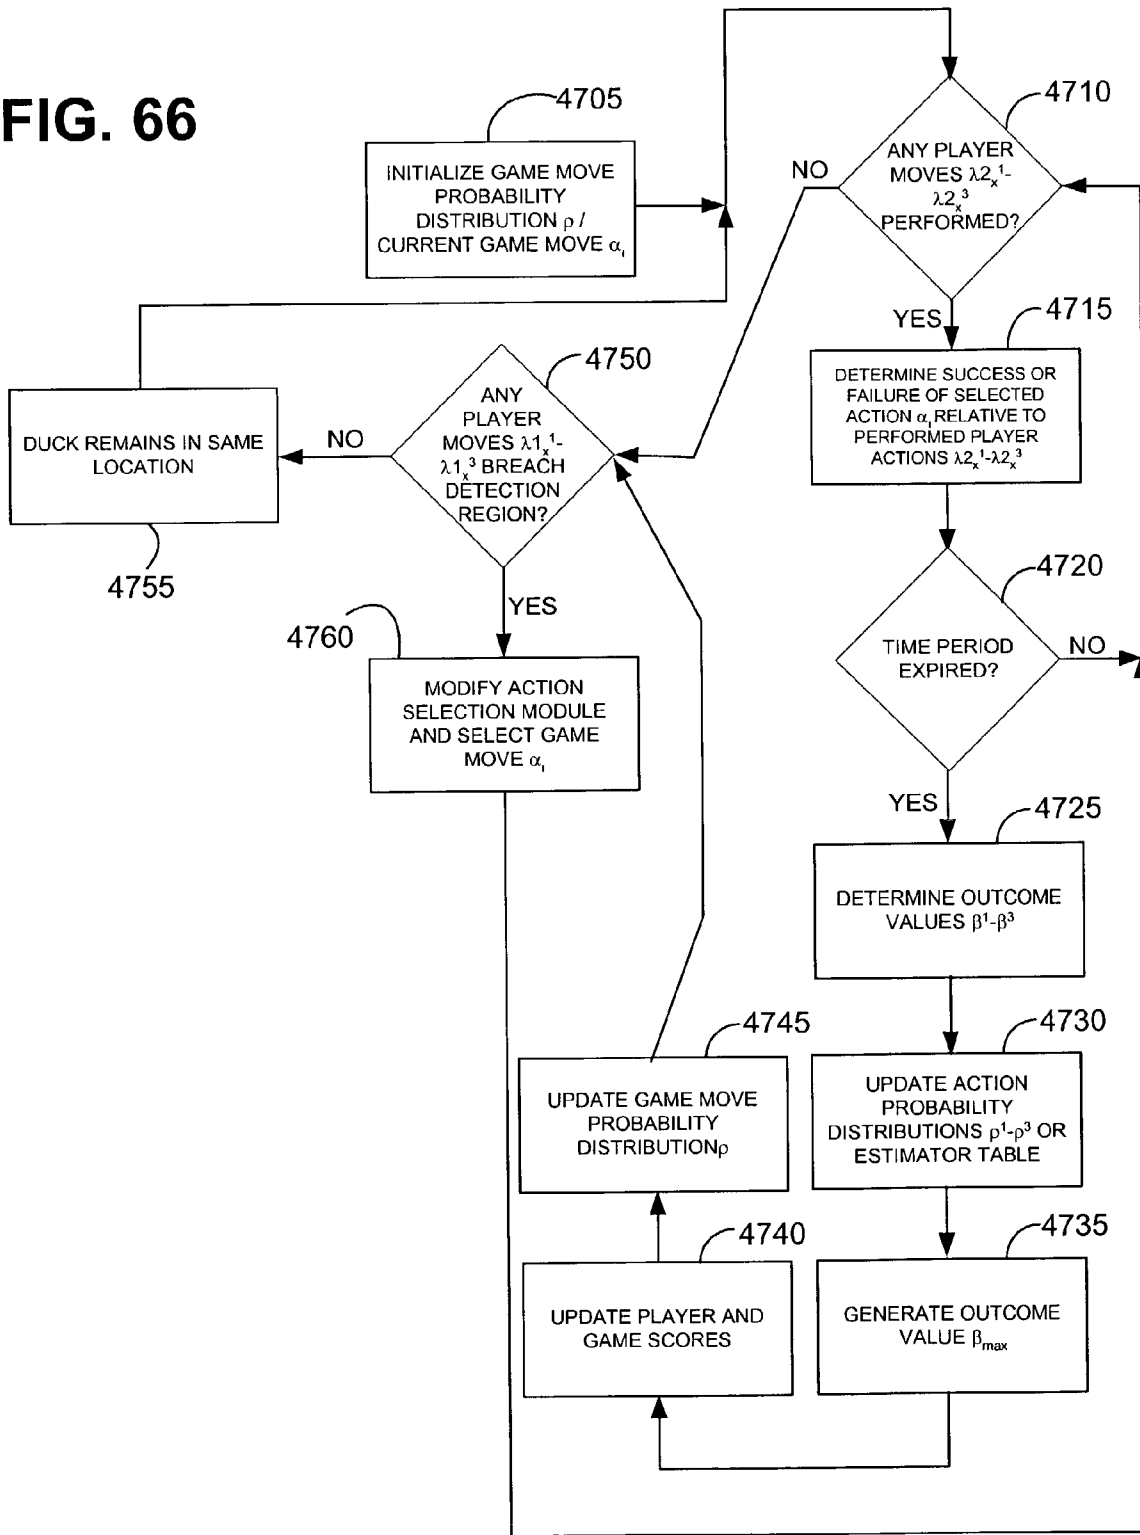 FIG. 66
4705
INITIALIZE GAME MOVE
PROBABILITY
DISTRIBUTION ρ /
CURRENT GAME MOVE αᵢ
4710
ANY PLAYER
MOVES λ2ₓ¹-
λ2ₓ³
PERFORMED?
NO
YES
4715
DETERMINE SUCCESS OR
FAILURE OF SELECTED
ACTION αᵢ RELATIVE TO
PERFORMED PLAYER
ACTIONS λ2ₓ¹-λ2ₓ³
4720
TIME PERIOD
EXPIRED?
NO
YES
4725
DETERMINE OUTCOME
VALUES β¹-β³
4730
UPDATE ACTION
PROBABILITY
DISTRIBUTIONS ρ¹-ρ³ OR
ESTIMATOR TABLE
4735
GENERATE OUTCOME
VALUE βmax
4740
UPDATE PLAYER AND
GAME SCORES
4745
UPDATE GAME MOVE
PROBABILITY
DISTRIBUTIONρ
4750
ANY
PLAYER
MOVES λ1ₓ¹-
λ1ₓ³ BREACH
DETECTION
REGION?
NO
YES
DUCK REMAINS IN SAME
LOCATION
4755
4760
MODIFY ACTION
SELECTION MODULE
AND SELECT GAME
MOVE αᵢ